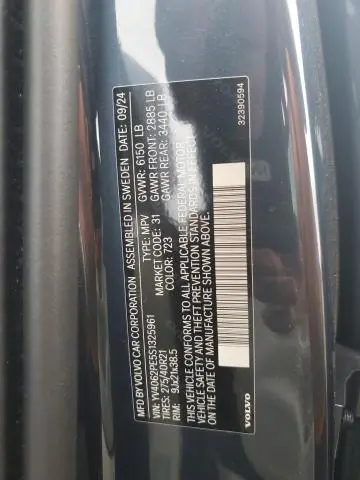 MFD BY VOLVO CAR CORPORATION ASSEMBLED IN SWEDEN DATE: 09/24
VIN: YV4062PE5S1325961 TYPE: MPV GVWR: 6150 LB
TIRES: 275/40R21 MARKET CODE: 31 GAWR FRONT: 2885 LB
RIM: 9Jx21x38.5 COLOR: 723 GAWR REAR: 3440 LB
THIS VEHICLE CONFORMS TO ALL APPLICABLE FEDERAL MOTOR
VEHICLE SAFETY AND THEFT PREVENTION STANDARDS IN EFFECT
ON THE DATE OF MANUFACTURE SHOWN ABOVE.
VOLVO 32390594